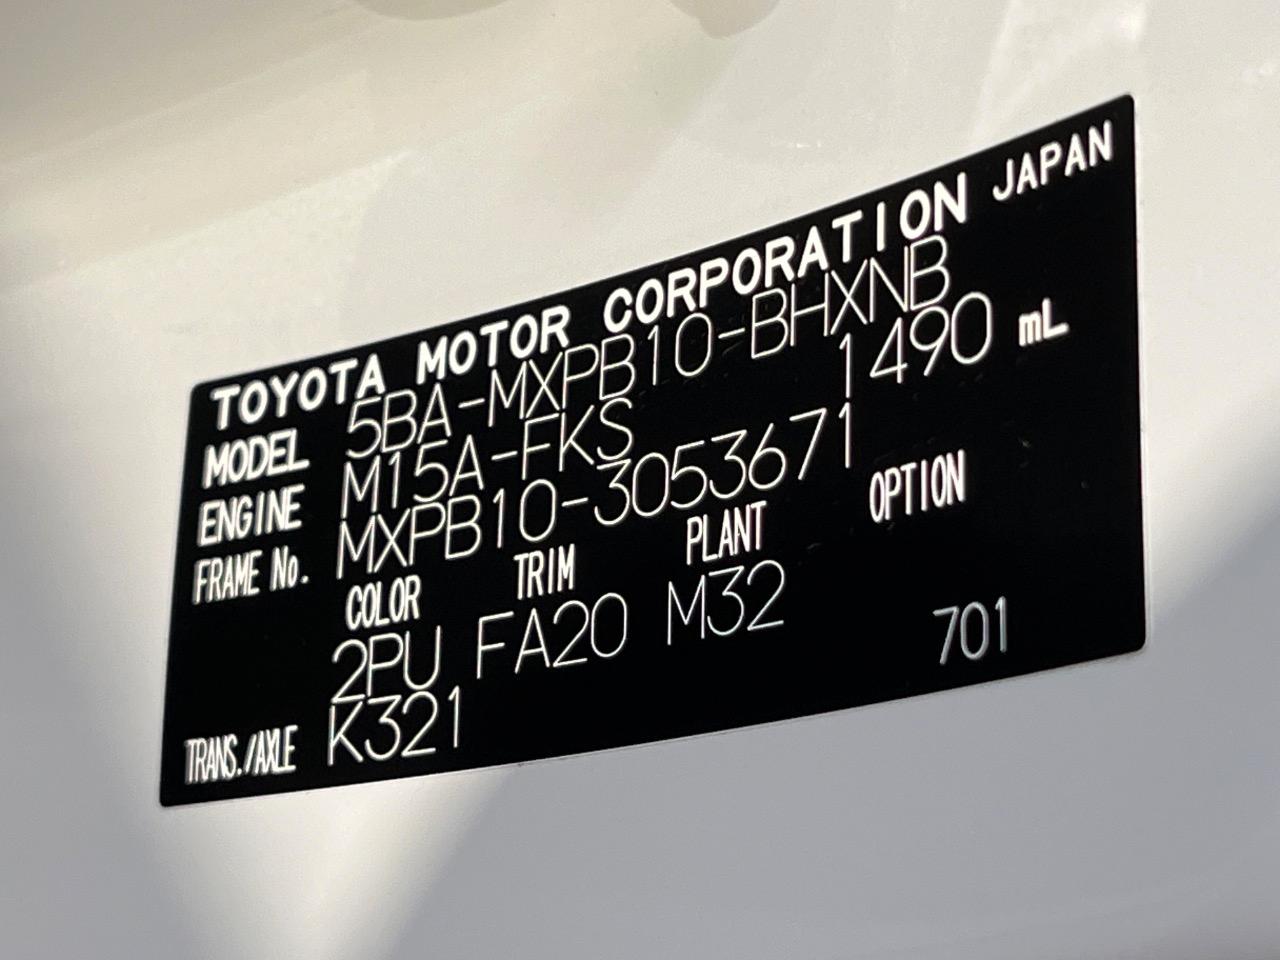 TOYOTA MOTOR CORPORATION JAPAN
MODEL 5BA-MXPB10-BHXNB
ENGINE M15A-FKS 1490 mL
FRAME No. MXPB10-3053671
COLOR TRIM PLANT OPTION
2PU FA20 M32
TRANS./AXLE K321 701